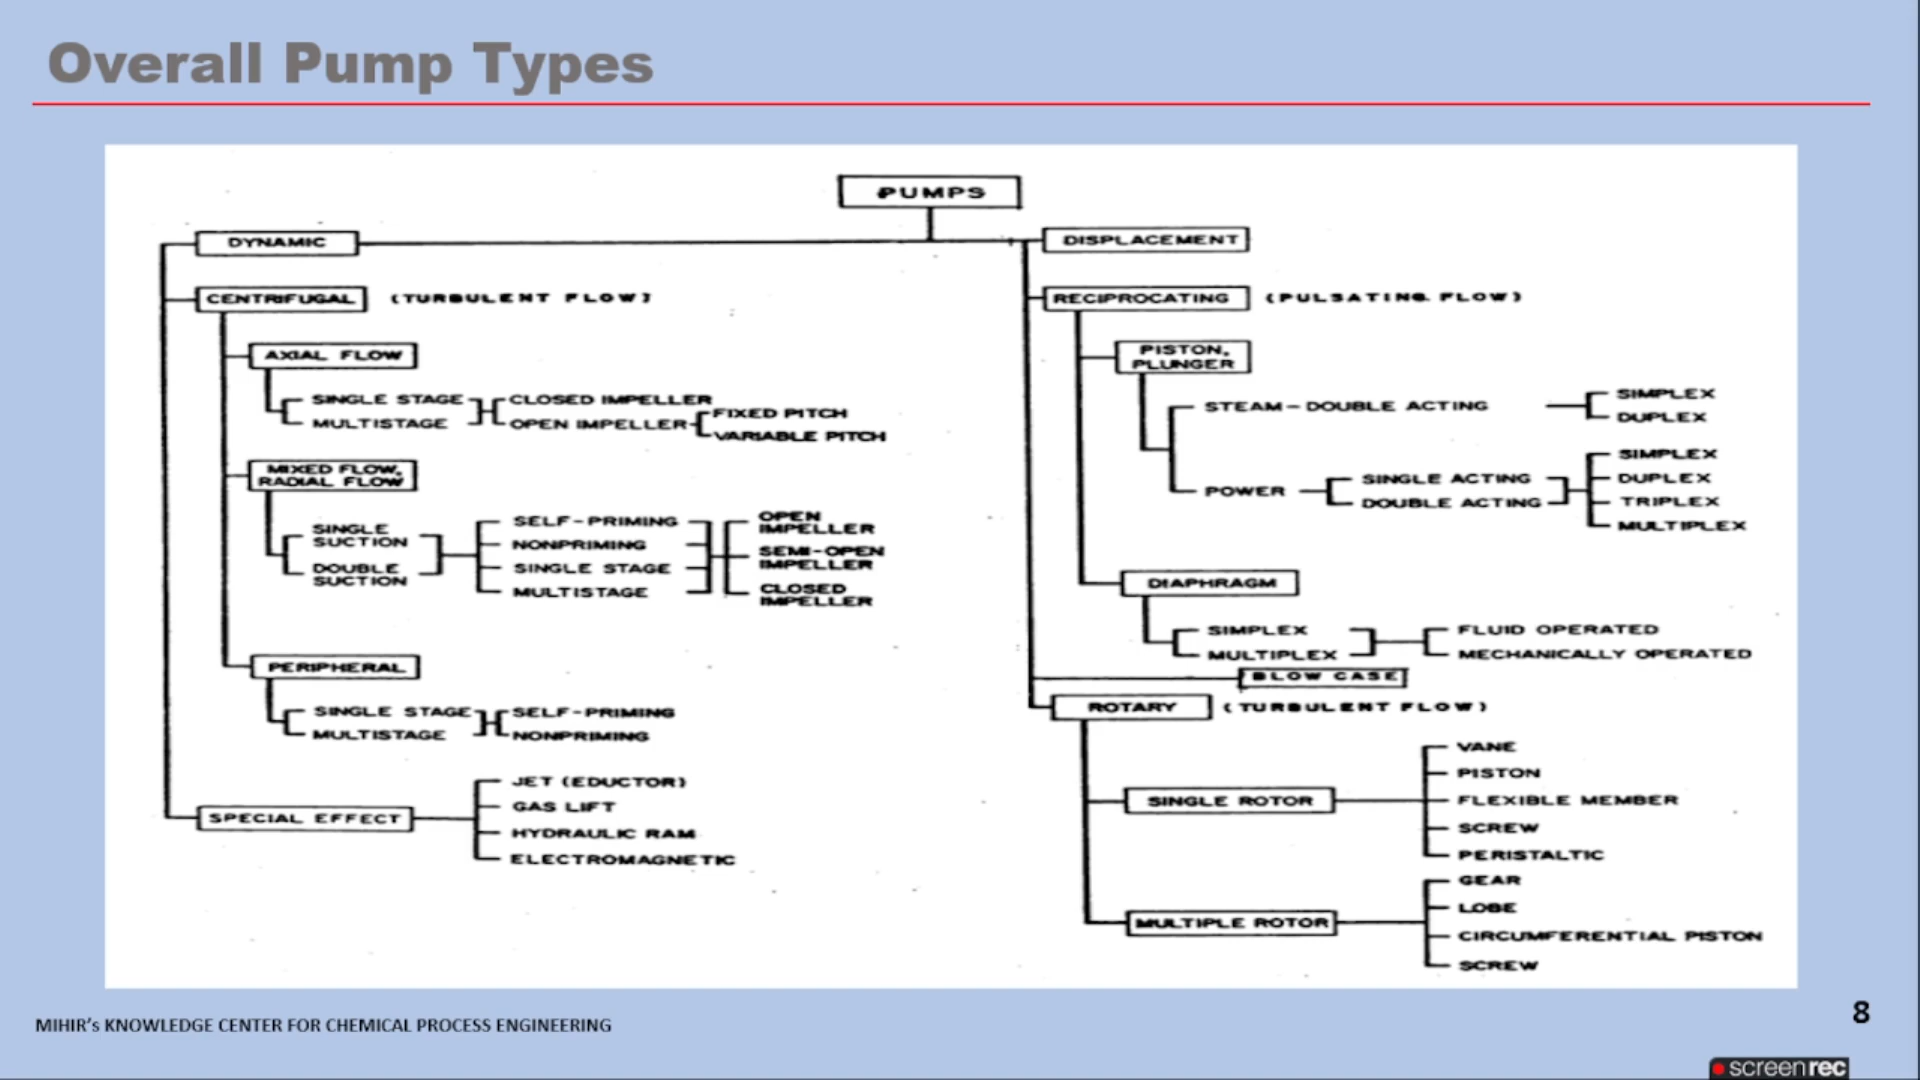 Overall Pump Types
PUMPS
DYNAMIC
CENTRIFUGAL (TURBULENT FLOW)
AXIAL FLOW
SINGLE STAGE
MULTISTAGE
CLOSED IMPELLER
OPEN IMPELLER
FIXED PITCH
VARIABLE PITCH
MIXED FLOW,
RADIAL FLOW
SINGLE
SUCTION
DOUBLE
SUCTION
SELF-PRIMING
NONPRIMING
SINGLE STAGE
MULTISTAGE
OPEN
IMPELLER
SEMI-OPEN
IMPELLER
CLOSED
IMPELLER
PERIPHERAL
SINGLE STAGE
MULTISTAGE
SELF-PRIMING
NONPRIMING
SPECIAL EFFECT
JET (EDUCTOR)
GAS LIFT
HYDRAULIC RAM
ELECTROMAGNETIC
DISPLACEMENT
RECIPROCATING (PULSATING FLOW)
PISTON,
PLUNGER
STEAM-DOUBLE ACTING
SIMPLEX
DUPLEX
POWER
SINGLE ACTING
DOUBLE ACTING
SIMPLEX
DUPLEX
TRIPLEX
MULTIPLEX
DIAPHRAGM
SIMPLEX
MULTIPLEX
FLUID OPERATED
MECHANICALLY OPERATED
BLOW CASE
ROTARY (TURBULENT FLOW)
SINGLE ROTOR
VANE
PISTON
FLEXIBLE MEMBER
SCREW
PERISTALTIC
MULTIPLE ROTOR
GEAR
LOBE
CIRCUMFERENTIAL PISTON
SCREW
MIHIR's KNOWLEDGE CENTER FOR CHEMICAL PROCESS ENGINEERING
8
screenrec